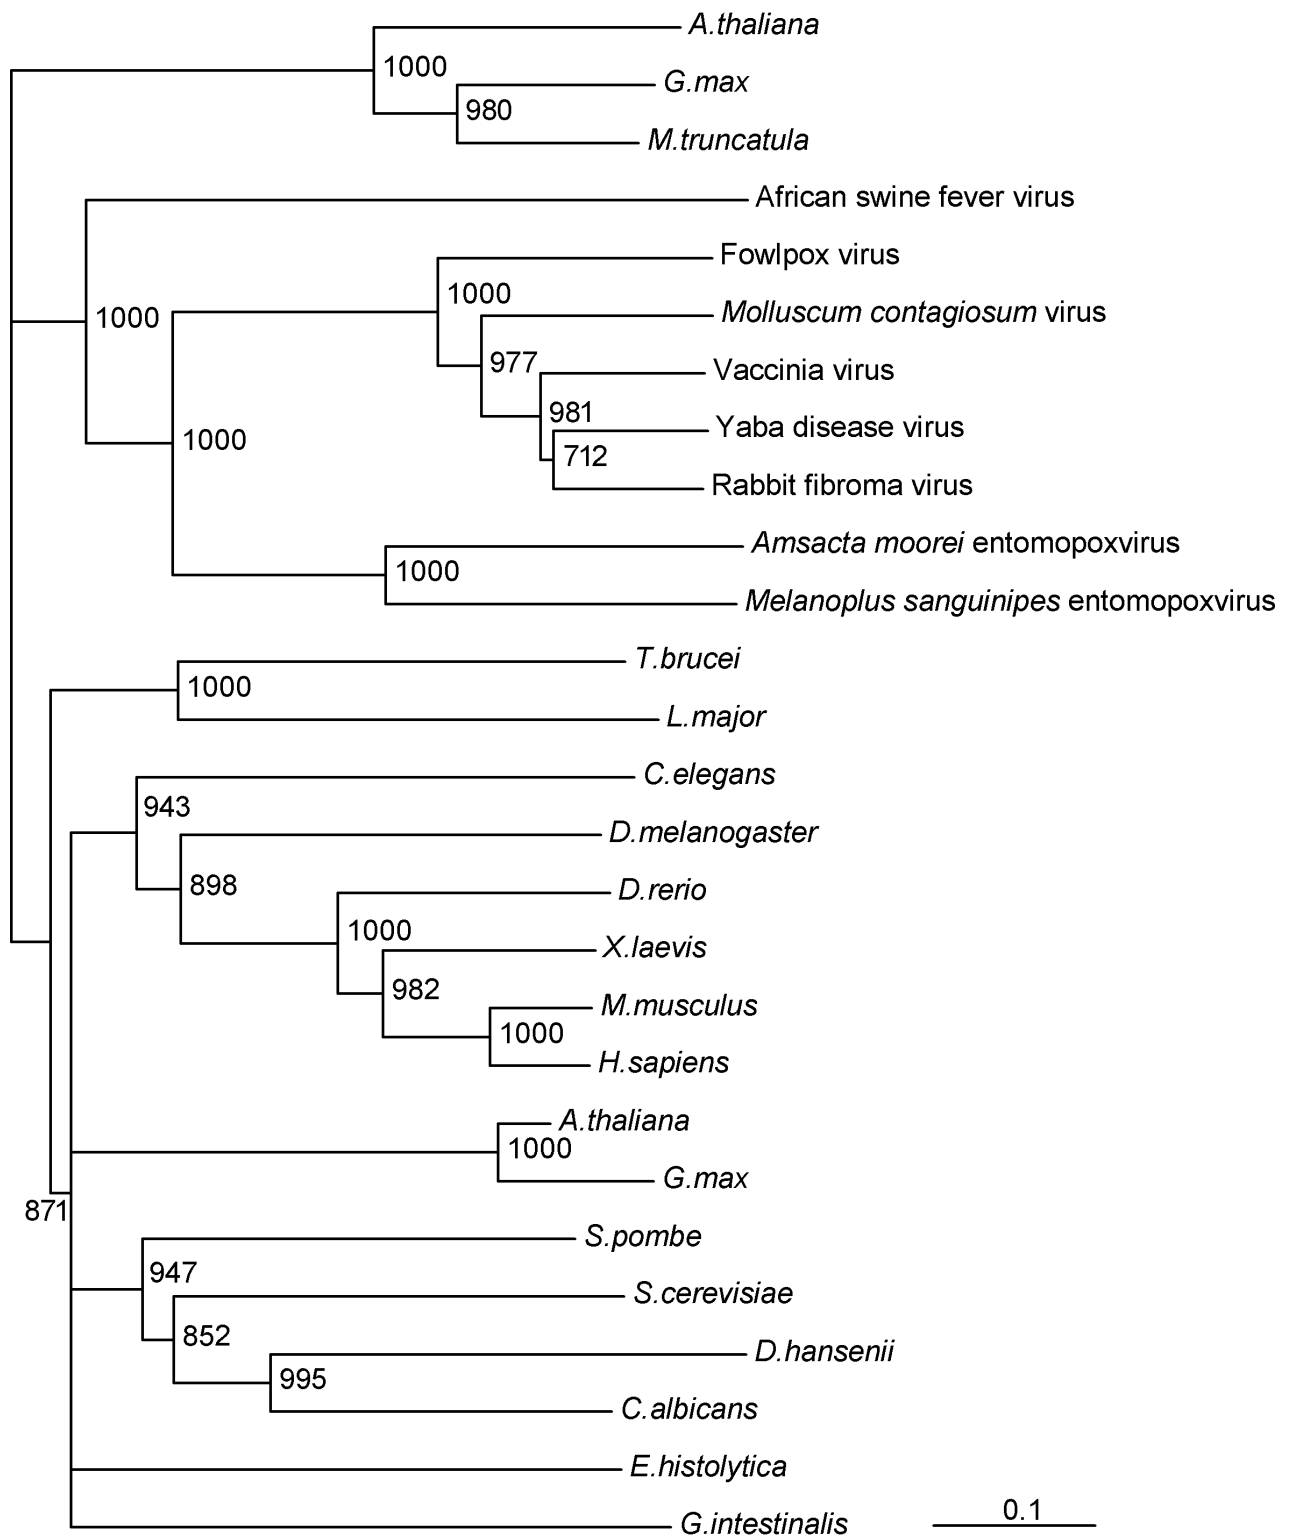 A.thaliana
1000
G.max
980
M.truncatula
African swine fever virus
Fowlpox virus
1000
Molluscum contagiosum virus
1000
977
Vaccinia virus
981
Yaba disease virus
1000
712
Rabbit fibroma virus
Amsacta moorei entomopoxvirus
1000
Melanoplus sanguinipes entomopoxvirus
T.brucei
1000
L.major
C.elegans
943
D.melanogaster
898
D.rerio
1000
X.laevis
982
M.musculus
1000
H.sapiens
A.thaliana
1000
G.max
871
S.pombe
947
S.cerevisiae
852
D.hansenii
995
C.albicans
E.histolytica
0.1
G.intestinalis